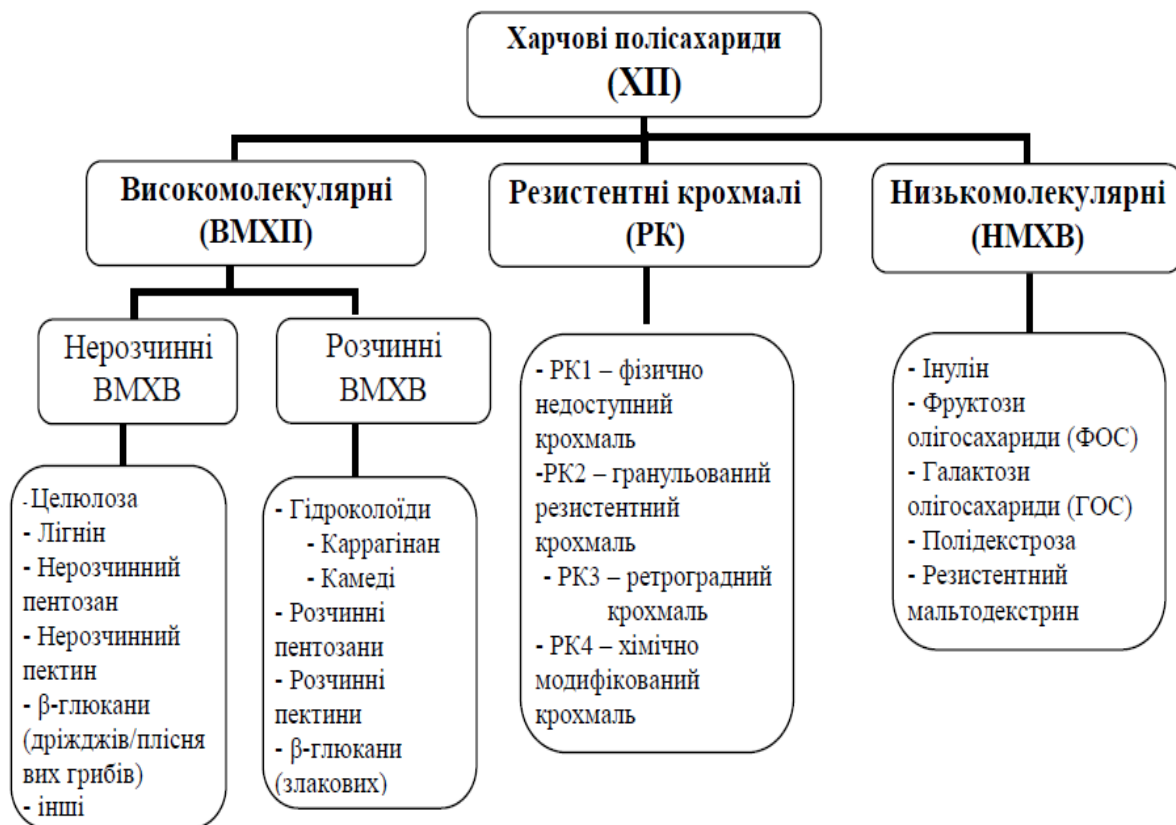 Харчові полісахариди
(ХП)
Високомолекулярні
(ВМХП)
Резистентні крохмалі
(РК)
Низькомолекулярні
(НМХВ)
Нерозчинні
ВМХВ
Розчинні
ВМХВ
- Целюлоза
- Лігнін
- Нерозчинний
пентозан
- Нерозчинний
пектин
- β-глюкани
(дріжджів/плісня
вих грибів)
- інші
- Гідроколоїди
- Каррагінан
- Камеді
- Розчинні
пентозани
- Розчинні
пектини
- β-глюкани
(злакових)
- РК1 – фізично
недоступний
крохмаль
-РК2 – гранульований
резистентний
крохмаль
- РК3 – ретроградний
крохмаль
- РК4 – хімічно
модифікований
крохмаль
- Інулін
- Фруктози
олігосахариди (ФОС)
- Галактози
олігосахариди (ГОС)
- Полідекстроза
- Резистентний
мальтодекстрин